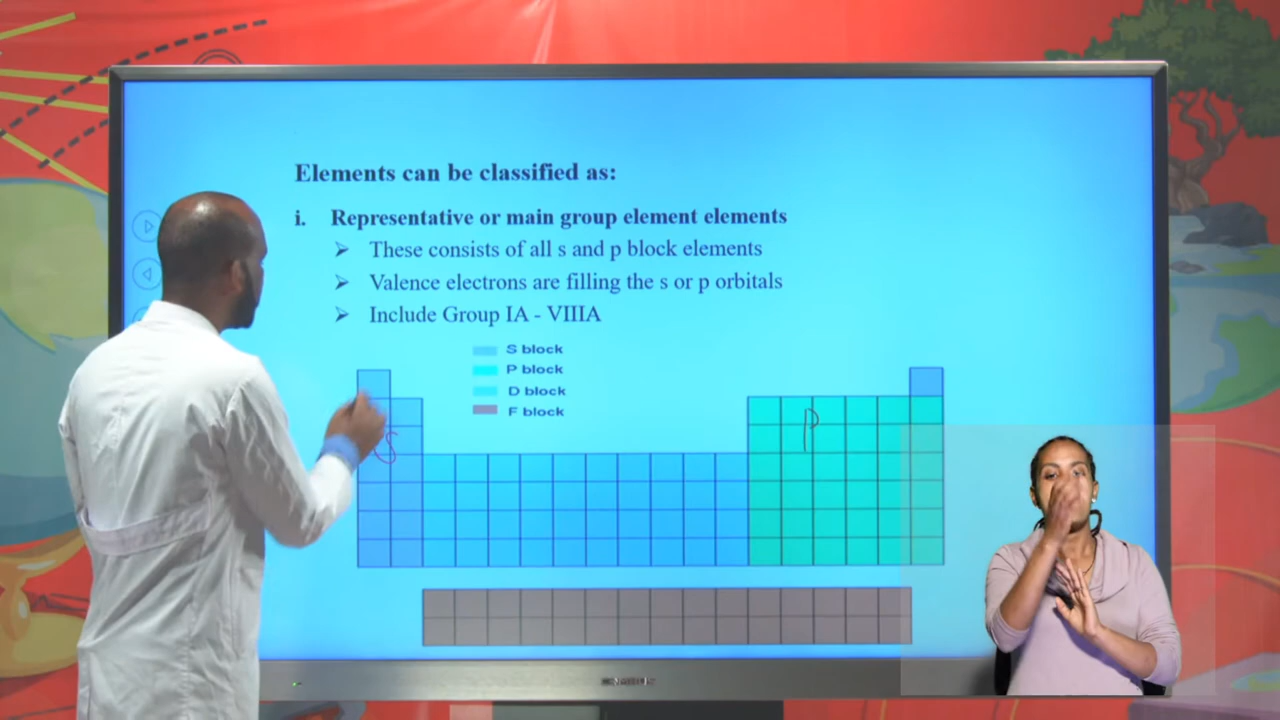 Elements can be classified as:
i. Representative or main group element elements
➤ These consists of all s and p block elements
➤ Valence electrons are filling the s or p orbitals
➤ Include Group IA - VIIIA
S block
P block
D block
F block
S
P